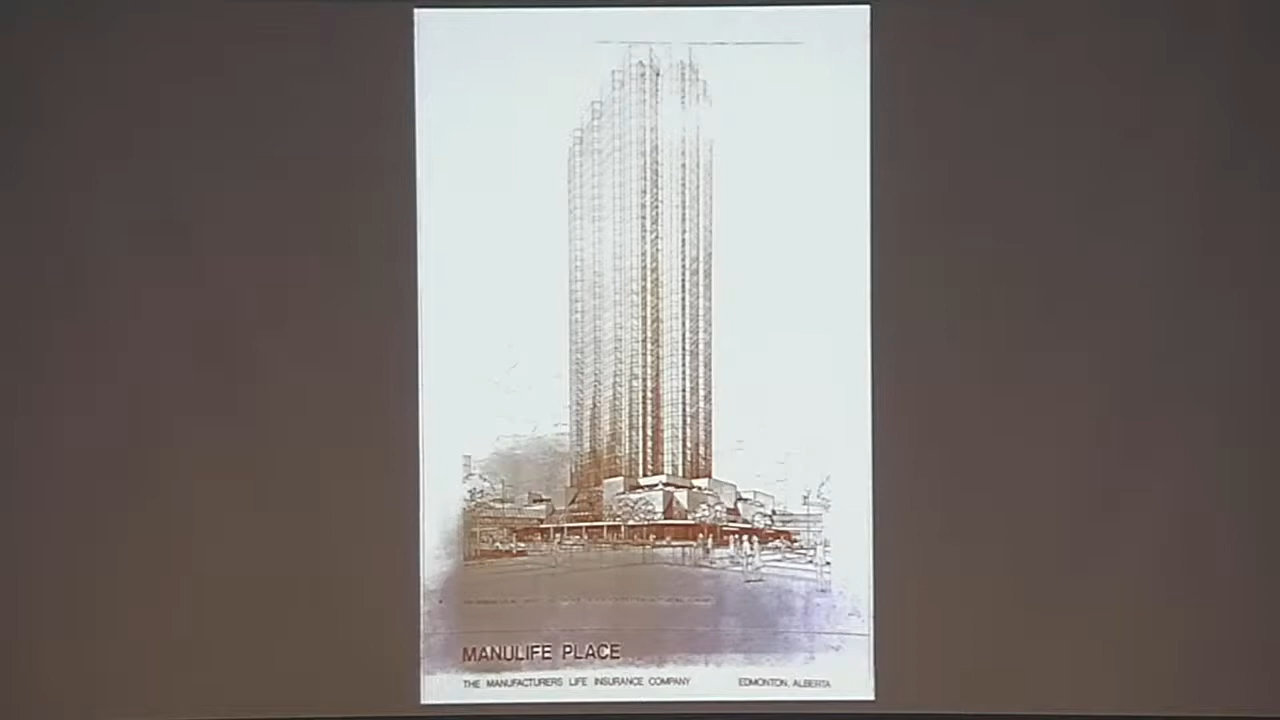 MANULIFE PLACE
THE MANUFACTURERS LIFE INSURANCE COMPANY EDMONTON, ALBERTA